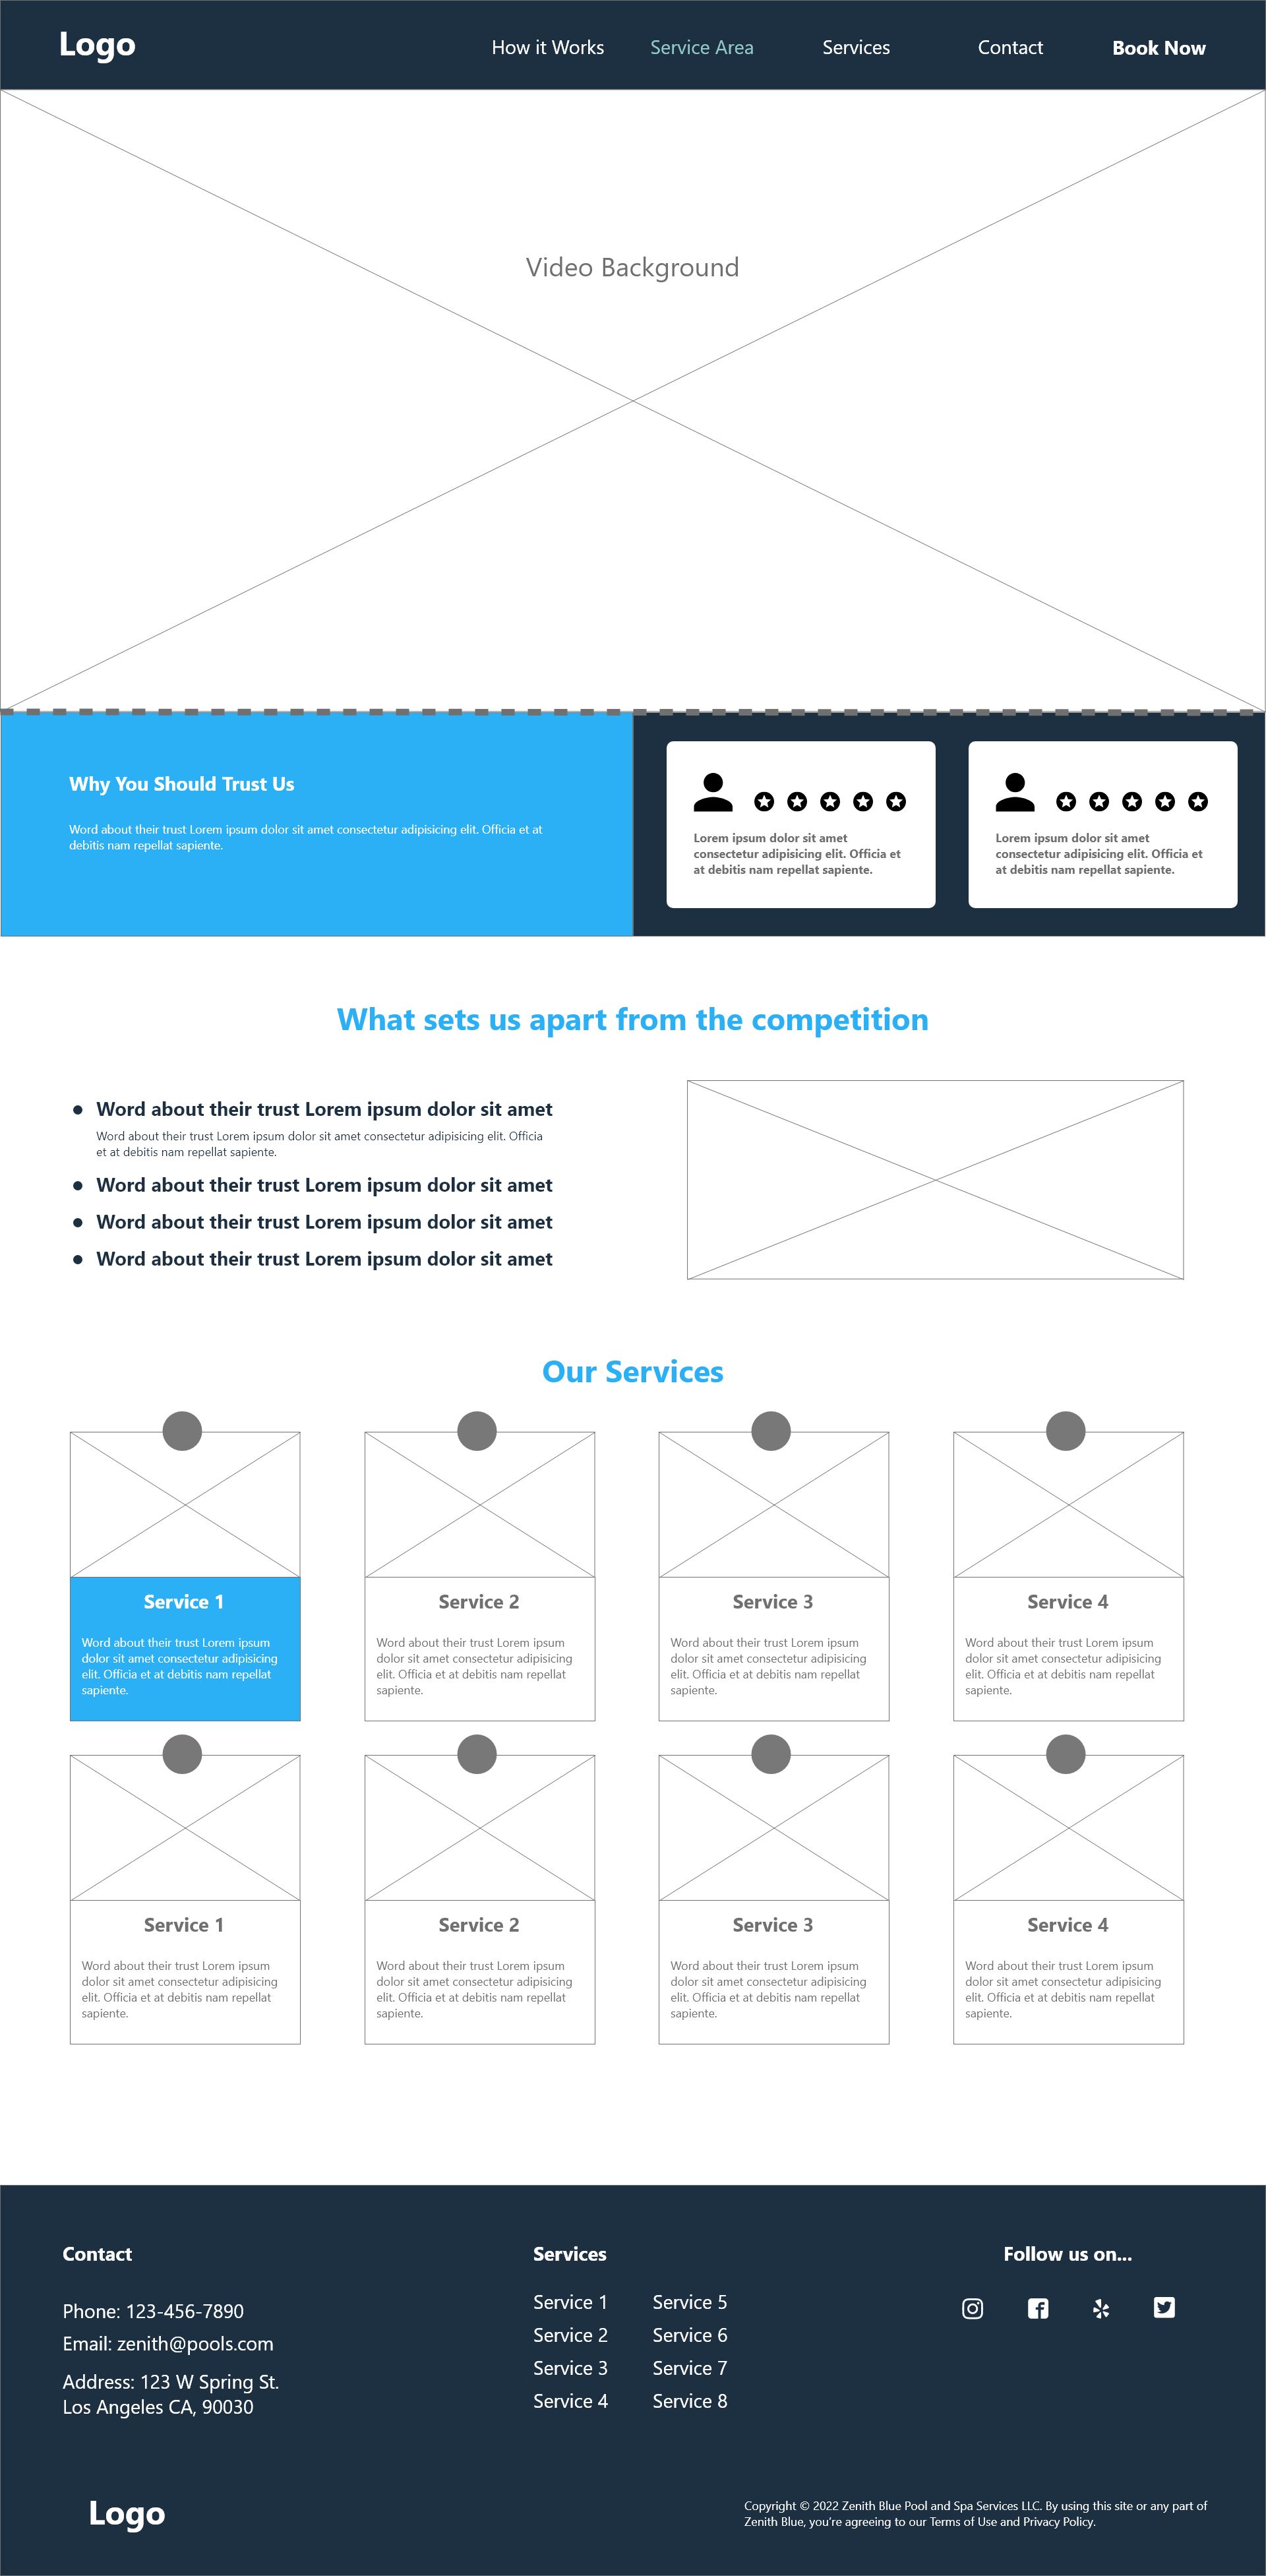 Logo
How it Works
Service Area
Services
Contact
Book Now
Video Background
Why You Should Trust Us
Word about their trust Lorem ipsum dolor sit amet consectetur adipisicing elit. Officia et at
debitis nam repellat sapiente.
Lorem ipsum dolor sit amet
consectetur adipisicing elit. Officia et
at debitis nam repellat sapiente.
Lorem ipsum dolor sit amet
consectetur adipisicing elit. Officia et
at debitis nam repellat sapiente.
What sets us apart from the competition
Word about their trust Lorem ipsum dolor sit amet
Word about their trust Lorem ipsum dolor sit amet consectetur adipisicing elit. Officia
et at debitis nam repellat sapiente.
Word about their trust Lorem ipsum dolor sit amet
Word about their trust Lorem ipsum dolor sit amet
Word about their trust Lorem ipsum dolor sit amet
Our Services
Service 1
Word about their trust Lorem ipsum
dolor sit amet consectetur adipisicing
elit. Officia et at debitis nam repellat
sapiente.
Service 2
Word about their trust Lorem ipsum
dolor sit amet consectetur adipisicing
elit. Officia et at debitis nam repellat
sapiente.
Service 3
Word about their trust Lorem ipsum
dolor sit amet consectetur adipisicing
elit. Officia et at debitis nam repellat
sapiente.
Service 4
Word about their trust Lorem ipsum
dolor sit amet consectetur adipisicing
elit. Officia et at debitis nam repellat
sapiente.
Service 1
Word about their trust Lorem ipsum
dolor sit amet consectetur adipisicing
elit. Officia et at debitis nam repellat
sapiente.
Service 2
Word about their trust Lorem ipsum
dolor sit amet consectetur adipisicing
elit. Officia et at debitis nam repellat
sapiente.
Service 3
Word about their trust Lorem ipsum
dolor sit amet consectetur adipisicing
elit. Officia et at debitis nam repellat
sapiente.
Service 4
Word about their trust Lorem ipsum
dolor sit amet consectetur adipisicing
elit. Officia et at debitis nam repellat
sapiente.
Contact
Phone: 123-456-7890
Email: zenith@pools.com
Address: 123 W Spring St.
Los Angeles CA, 90030
Services
Service 1
Service 2
Service 3
Service 4
Service 5
Service 6
Service 7
Service 8
Follow us on...
Logo
Copyright © 2022 Zenith Blue Pool and Spa Services LLC. By using this site or any part of
Zenith Blue, you’re agreeing to our Terms of Use and Privacy Policy.